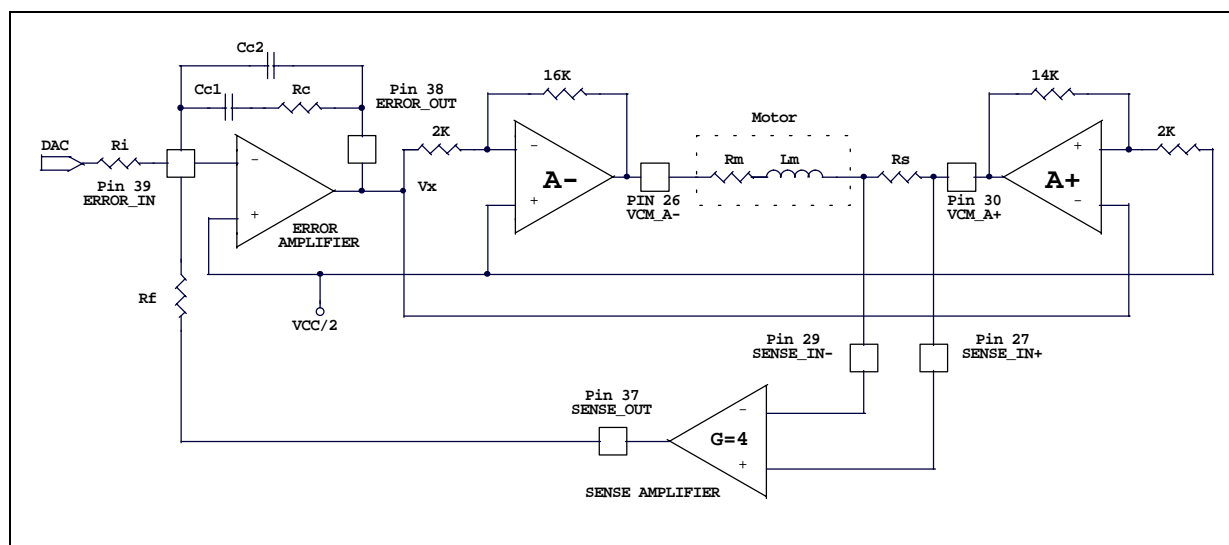 Cc2
Cc1
Rc
Pin 38
ERROR_OUT
DAC
Ri
Pin 39
ERROR_IN
-
+
ERROR
AMPLIFIER
Rf
VCC/2
Vx
2K
16K
-
A-
+
PIN 26
VCM_A-
Motor
Rm
Lm
Rs
Pin 30
VCM_A+
14K
+
A+
-
2K
Pin 29
SENSE_IN-
Pin 27
SENSE_IN+
Pin 37
SENSE_OUT
-
G=4
+
SENSE AMPLIFIER